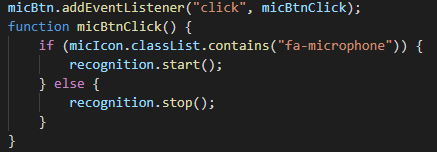 micBtn.addEventListener("click", micBtnClick);
function micBtnClick() {
    if (micIcon.classList.contains("fa-microphone")) {
        recognition.start();
    } else {
        recognition.stop();
    }
}